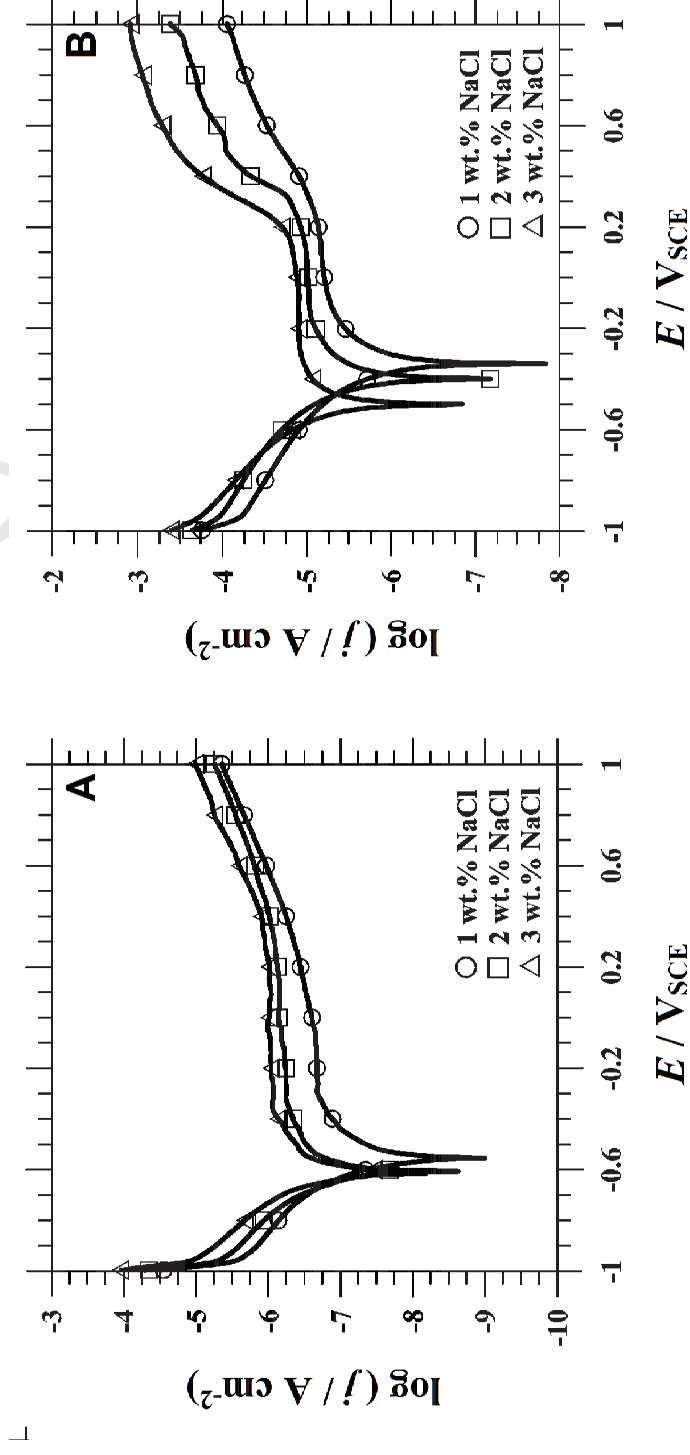 A
-3
-4
-5
-6
-7
-8
-9
-10
log (j / A cm-2)
○ 1 wt.% NaCl
□ 2 wt.% NaCl
△ 3 wt.% NaCl
-1
-0.6
-0.2
0.2
0.6
1
E / VSCE
B
-2
-3
-4
-5
-6
-7
-8
log (j / A cm-2)
○ 1 wt.% NaCl
□ 2 wt.% NaCl
△ 3 wt.% NaCl
-1
-0.6
-0.2
0.2
0.6
1
E / VSCE